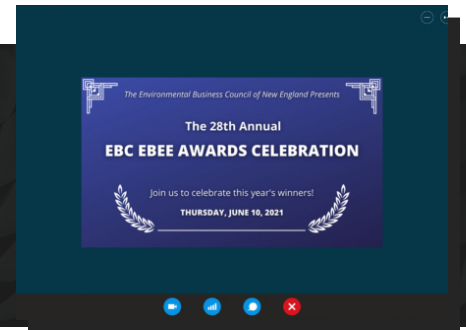 The Environmental Business Council of New England Presents
The 28th Annual
EBC EBEE AWARDS CELEBRATION
Join us to celebrate this year's winners!
THURSDAY, JUNE 10, 2021